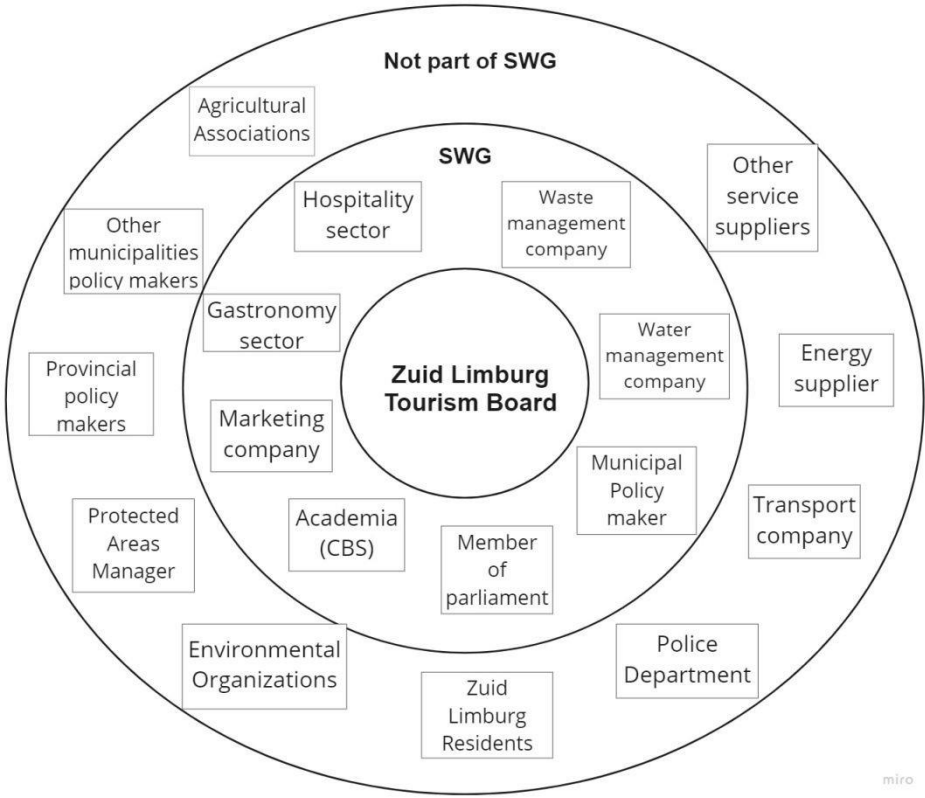 Not part of SWG
Agricultural
Associations
SWG
Other
service
suppliers
Hospitality
sector
Waste
management
company
Other
municipalities
policy makers
Gastronomy
sector
Water
management
company
Energy
supplier
Provincial
policy
makers
Zuid Limburg
Tourism Board
Marketing
company
Municipal
Policy
maker
Transport
company
Protected
Areas
Manager
Academia
(CBS)
Member
of
parliament
Environmental
Organizations
Police
Department
Zuid
Limburg
Residents
miro